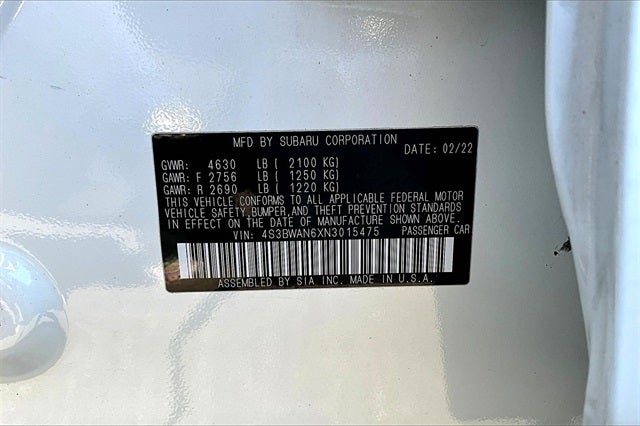 MFD BY SUBARU CORPORATION
DATE: 02/22
GVWR: 4630 LB ( 2100 KG)
GAWR: F 2756 LB ( 1250 KG)
GAWR: R 2690 LB ( 1220 KG)
THIS VEHICLE CONFORMS TO ALL APPLICABLE FEDERAL MOTOR
VEHICLE SAFETY, BUMPER, AND THEFT PREVENTION STANDARDS
IN EFFECT ON THE DATE OF MANUFACTURE SHOWN ABOVE.
VIN: 4S3BWAN6XN3015475 PASSENGER CAR
ASSEMBLED BY SIA INC. MADE IN U.S.A.